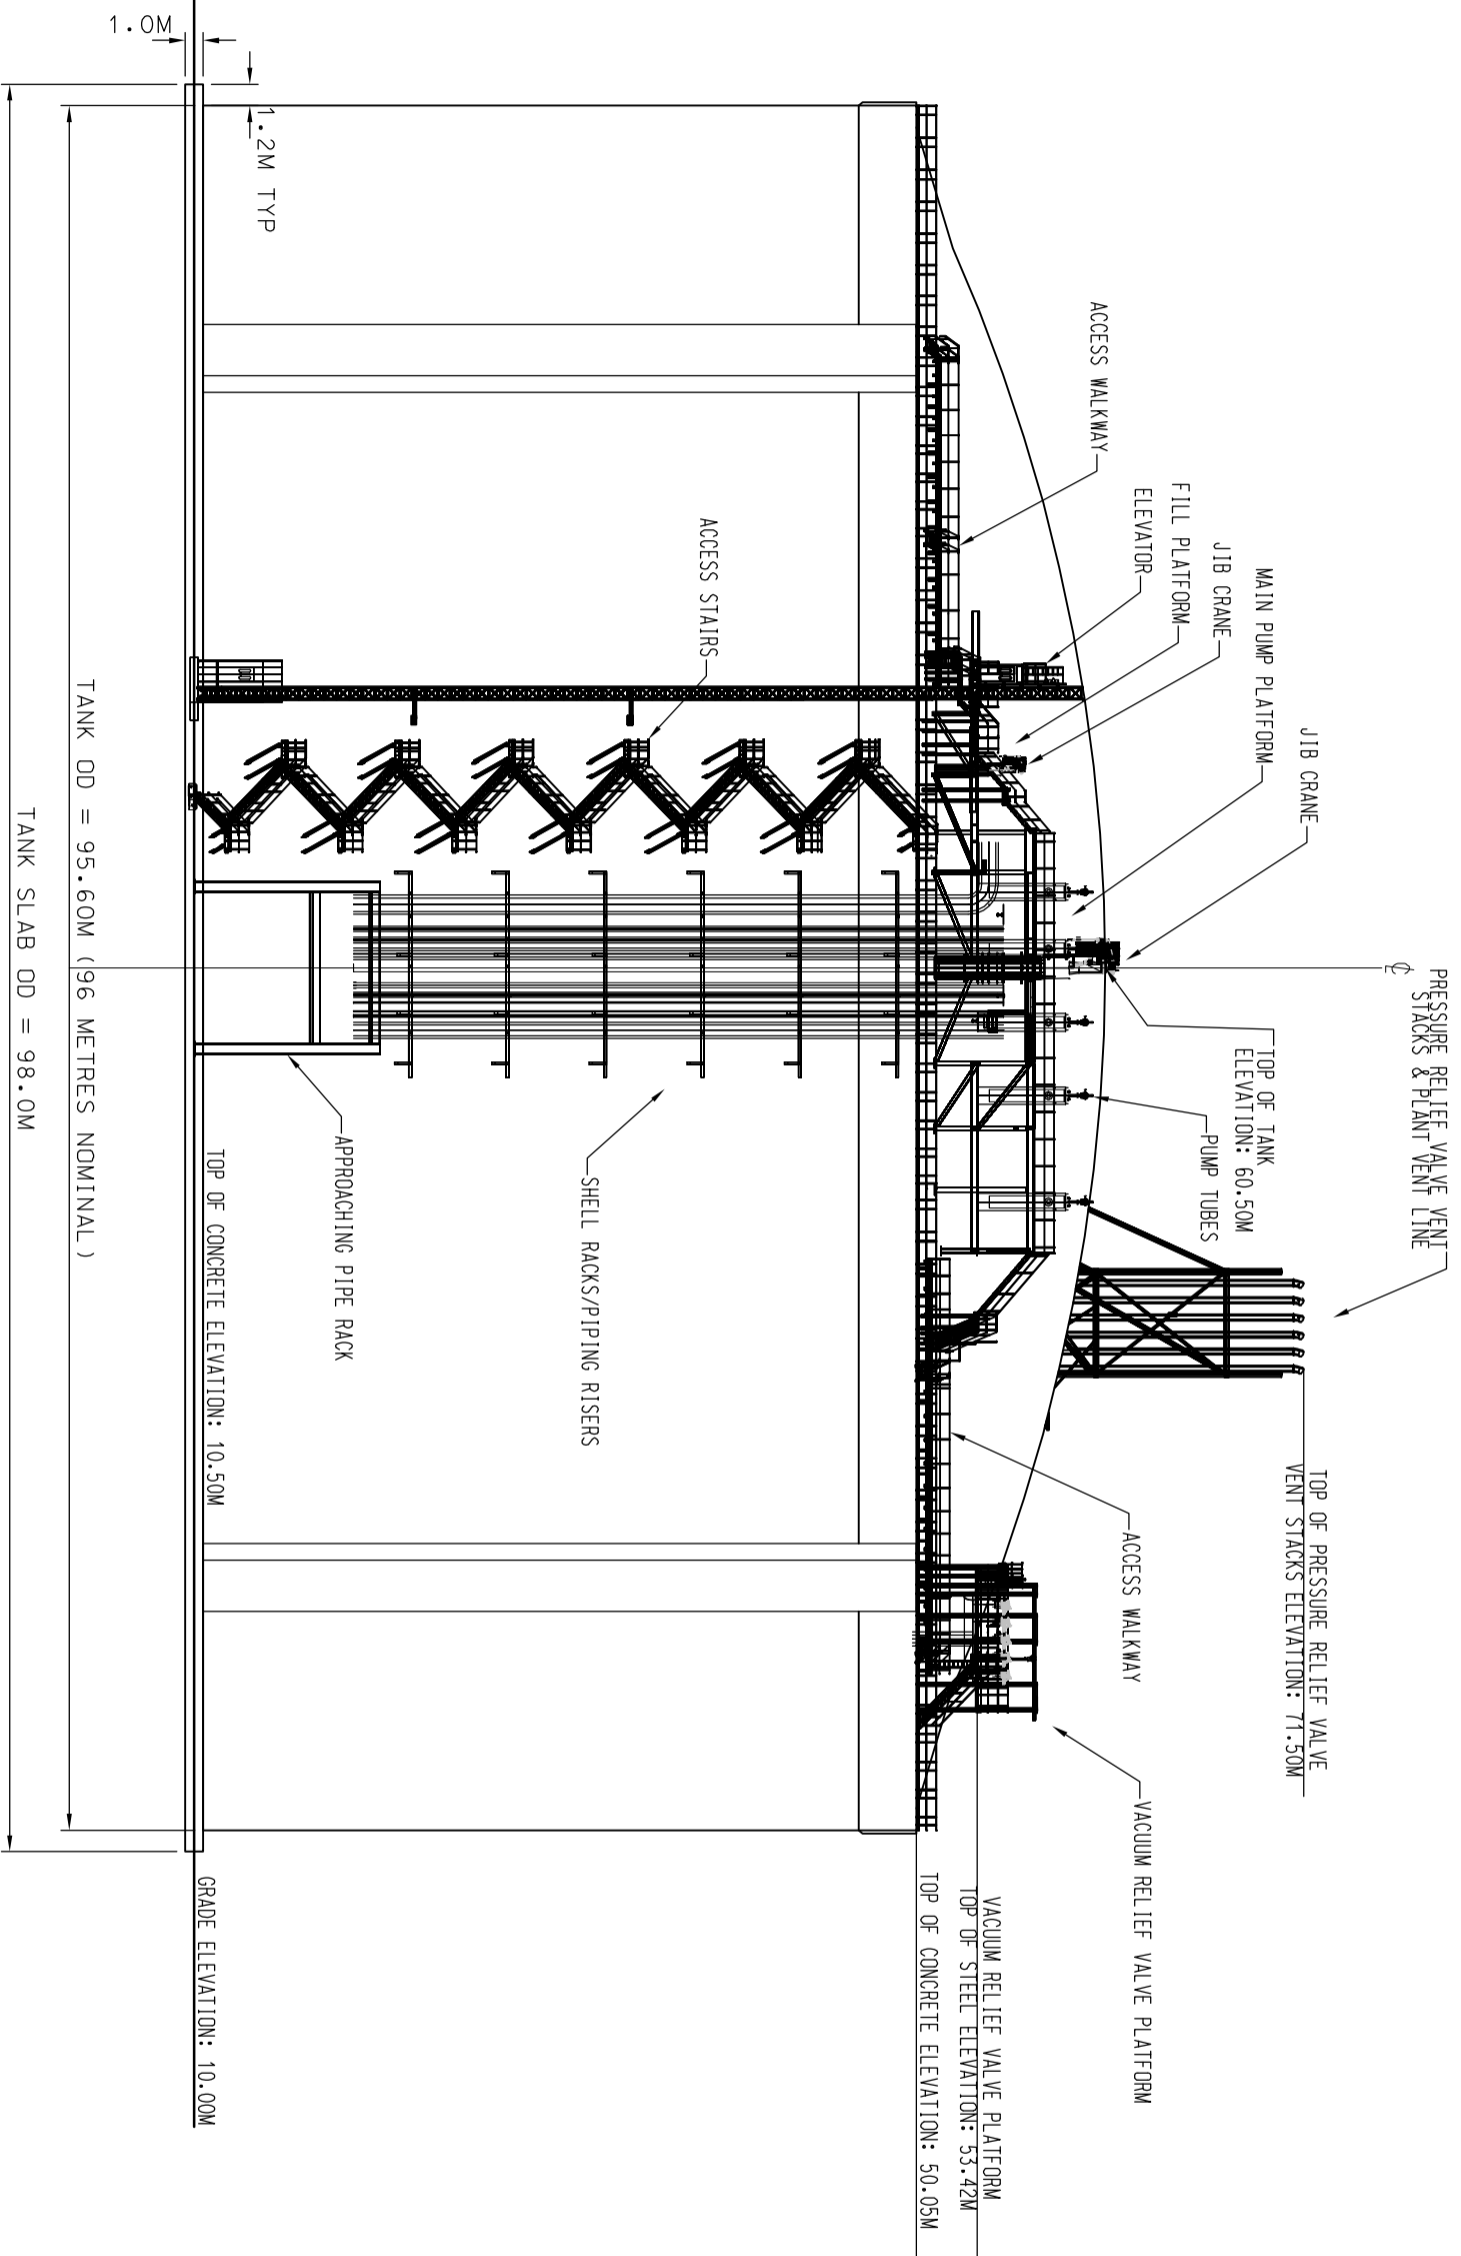 PRESSURE RELIEF VALVE VENT
STACKS & PLANT VENT LINE
℄
TOP OF PRESSURE RELIEF VALVE
VENT STACKS ELEVATION: 71.50M
JIB CRANE
TOP OF TANK
ELEVATION: 60.50M
MAIN PUMP PLATFORM
JIB CRANE
FILL PLATFORM
ELEVATOR
PUMP TUBES
ACCESS WALKWAY
ACCESS WALKWAY
VACUUM RELIEF VALVE PLATFORM
VACUUM RELIEF VALVE PLATFORM
TOP OF STEEL ELEVATION: 53.42M
TOP OF CONCRETE ELEVATION: 50.05M
ACCESS STAIRS
SHELL RACKS/PIPING RISERS
APPROACHING PIPE RACK
1.2M TYP
TOP OF CONCRETE ELEVATION: 10.50M
GRADE ELEVATION: 10.00M
1.0M
TANK OD = 95.60M (96 METRES NOMINAL)
TANK SLAB OD = 98.0M